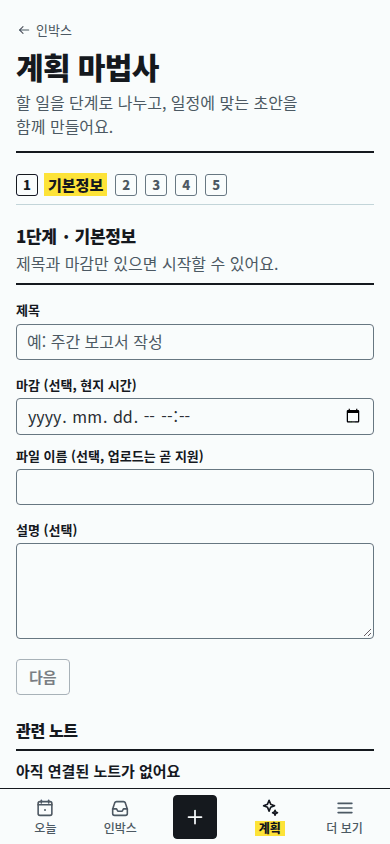 ← 인박스
계획 마법사
할 일을 단계로 나누고, 일정에 맞는 초안을
함께 만들어요.
1 기본정보 2 3 4 5
1단계 · 기본정보
제목과 마감만 있으면 시작할 수 있어요.
제목
예: 주간 보고서 작성
마감 (선택, 현지 시간)
yyyy. mm. dd. -- --:--
파일 이름 (선택, 업로드는 곧 지원)
설명 (선택)
다음
관련 노트
아직 연결된 노트가 없어요
오늘 인박스 계획 더 보기